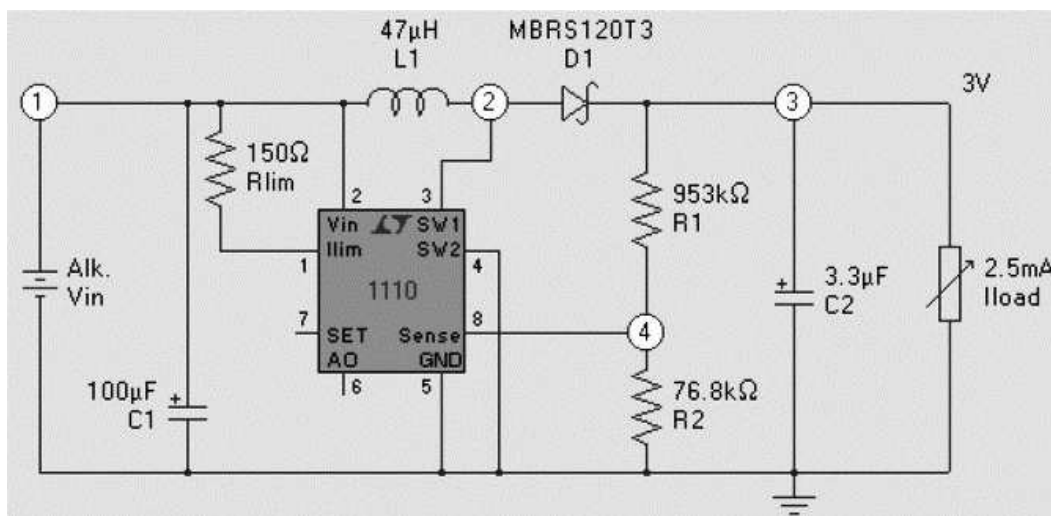 47µH
L1
MBRS120T3
D1
1
2
3
3V
150Ω
Rlim
2
3
Vin
SW1
Ilim
SW2
1
4
953kΩ
R1
Alk.
Vin
1110
3.3µF
C2
2.5mA
Iload
7
SET
Sense
8
4
AO
GND
6
5
100µF
C1
76.8kΩ
R2